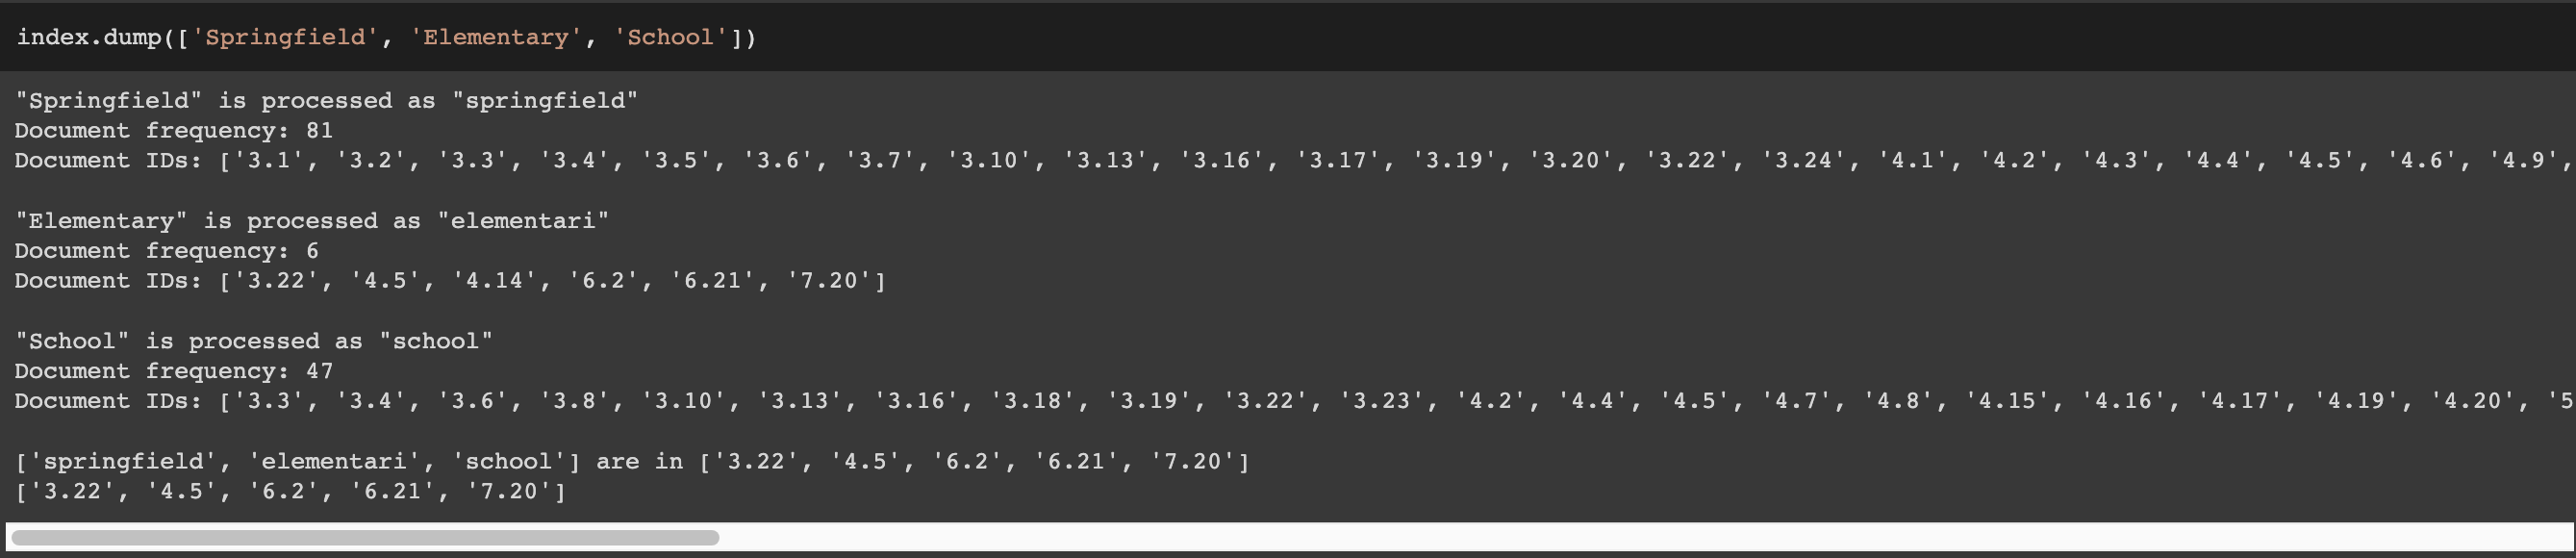 index.dump(['Springfield', 'Elementary', 'School'])
"Springfield" is processed as "springfield"
Document frequency: 81
Document IDs: ['3.1', '3.2', '3.3', '3.4', '3.5', '3.6', '3.7', '3.10', '3.13', '3.16', '3.17', '3.19', '3.20', '3.22', '3.24', '4.1', '4.2', '4.3', '4.4', '4.5', '4.6', '4.9',
"Elementary" is processed as "elementari"
Document frequency: 6
Document IDs: ['3.22', '4.5', '4.14', '6.2', '6.21', '7.20']
"School" is processed as "school"
Document frequency: 47
Document IDs: ['3.3', '3.4', '3.6', '3.8', '3.10', '3.13', '3.16', '3.18', '3.19', '3.22', '3.23', '4.2', '4.4', '4.5', '4.7', '4.8', '4.15', '4.16', '4.17', '4.19', '4.20', '5
['springfield', 'elementari', 'school'] are in ['3.22', '4.5', '6.2', '6.21', '7.20']
['3.22', '4.5', '6.2', '6.21', '7.20']